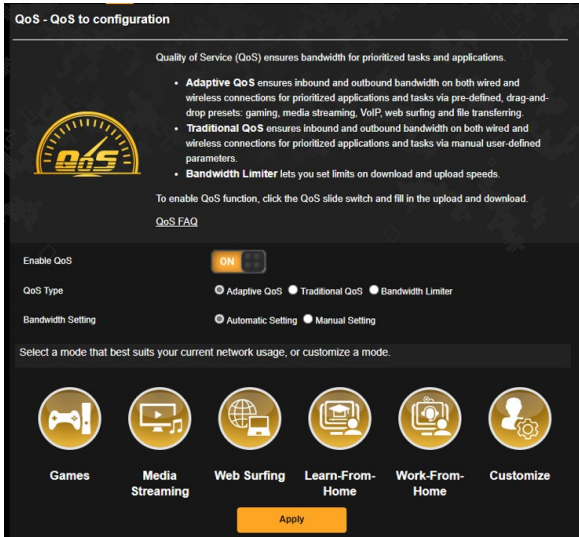 QoS - QoS to configuration
Quality of Service (QoS) ensures bandwidth for prioritized tasks and applications.
• Adaptive QoS ensures inbound and outbound bandwidth on both wired and
wireless connections for prioritized applications and tasks via pre-defined, drag-and-
drop presets: gaming, media streaming, VoIP, web surfing and file transferring.
• Traditional QoS ensures inbound and outbound bandwidth on both wired and
wireless connections for prioritized applications and tasks via manual user-defined
parameters.
• Bandwidth Limiter lets you set limits on download and upload speeds.
QoS
To enable QoS function, click the QoS slide switch and fill in the upload and download.
QoS FAQ
Enable QoS ON
QoS Type Adaptive QoS Traditional QoS Bandwidth Limiter
Bandwidth Setting Automatic Setting Manual Setting
Select a mode that best suits your current network usage, or customize a mode.
Games Media Web Surfing Learn-From- Work-From- Customize
Streaming Home Home
Apply